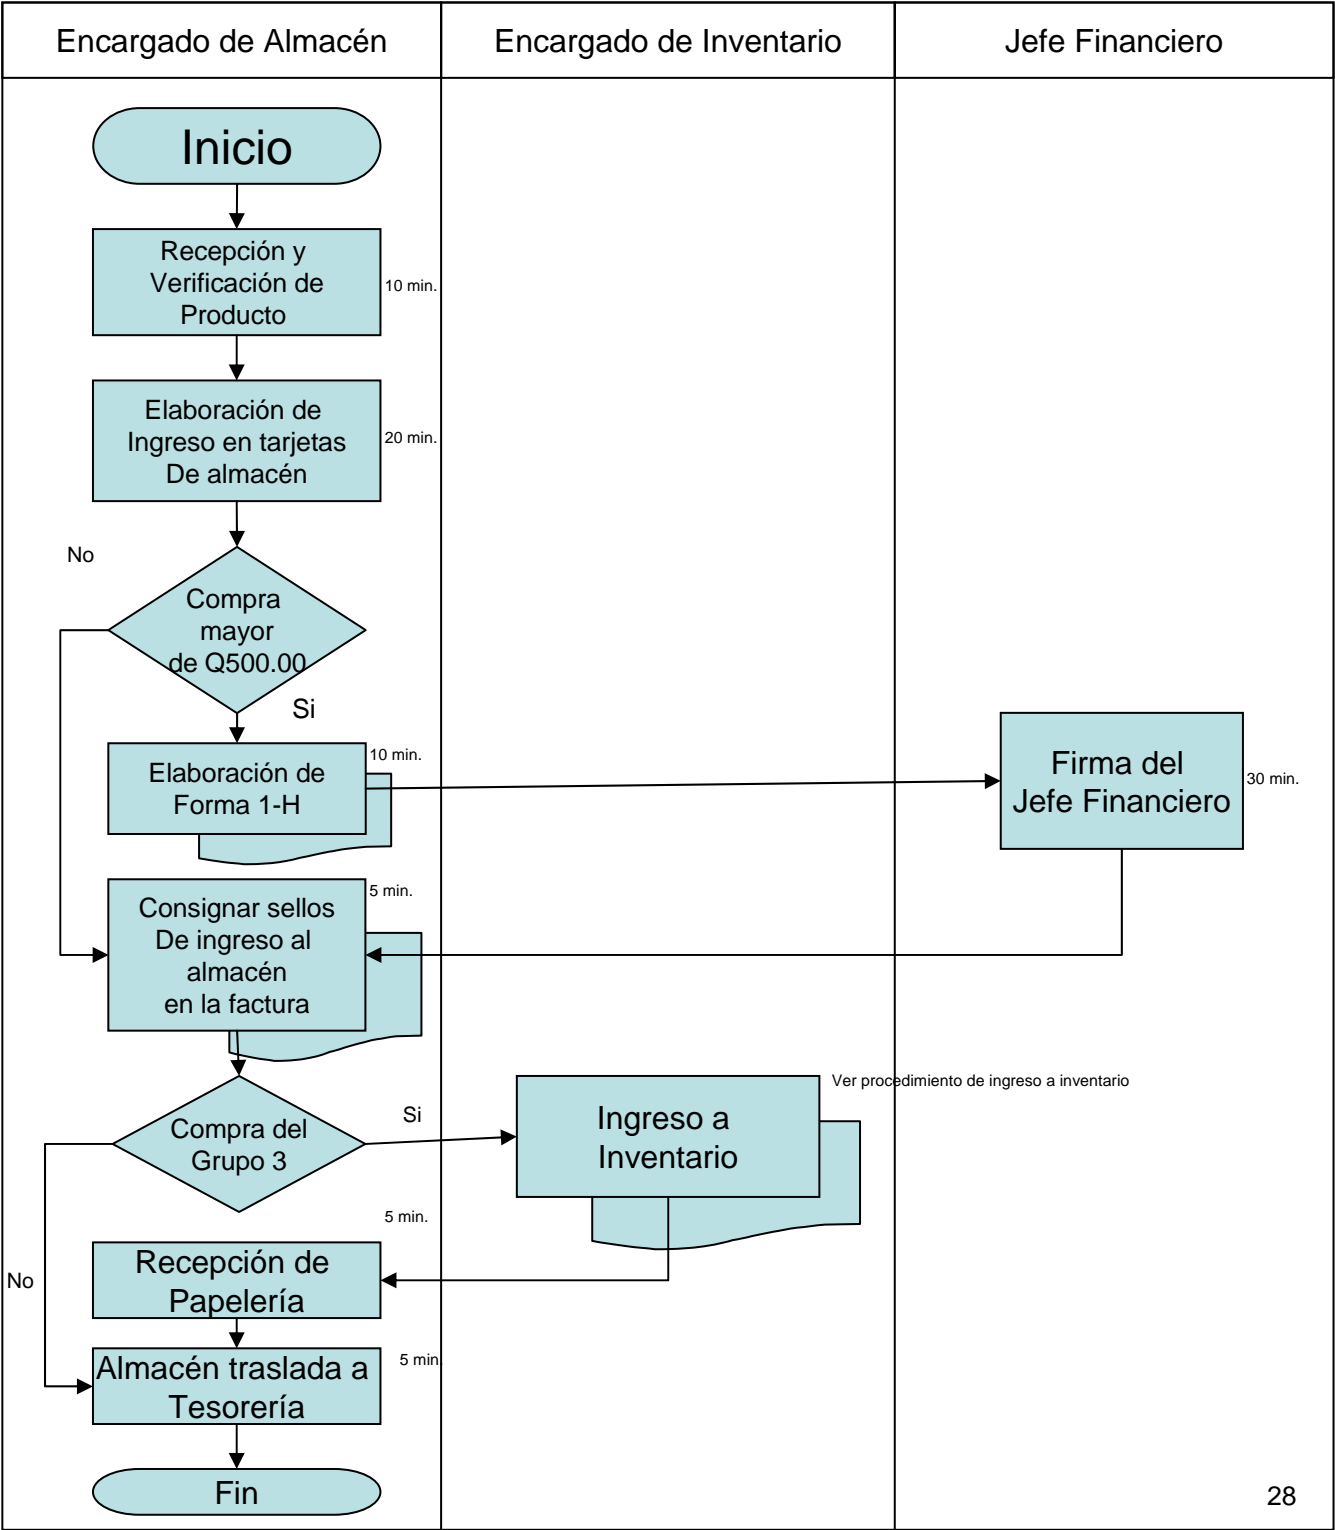 Encargado de Almacén
Encargado de Inventario
Jefe Financiero
Inicio
Recepción y
Verificación de
Producto
10 min.
Elaboración de
Ingreso en tarjetas
De almacén
20 min.
No
Compra
mayor
de Q500.00
Si
10 min.
Elaboración de
Forma 1-H
Firma del
Jefe Financiero
30 min.
5 min.
Consignar sellos
De ingreso al
almacén
en la factura
Ver procedimiento de ingreso a inventario
Compra del
Grupo 3
Si
Ingreso a
Inventario
5 min.
No
Recepción de
Papelería
5 min.
Almacén traslada a
Tesorería
Fin
28